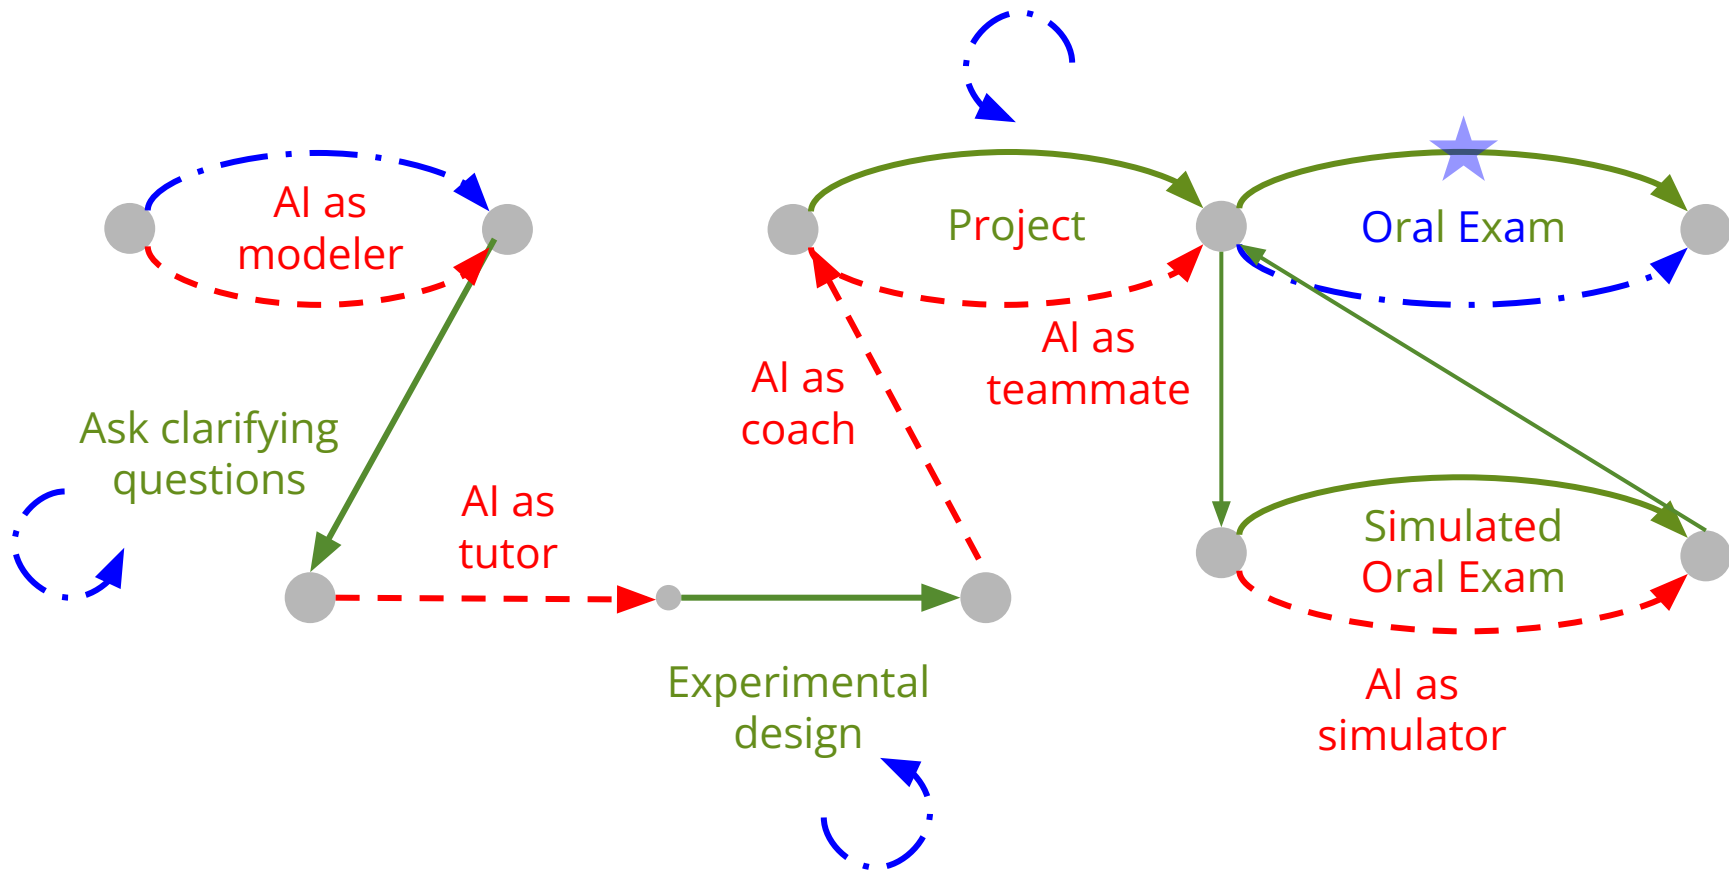 AI as
modeler
Project
Oral Exam
AI as
teammate
AI as
coach
Ask clarifying
questions
AI as
tutor
Simulated
Oral Exam
Experimental
design
AI as
simulator